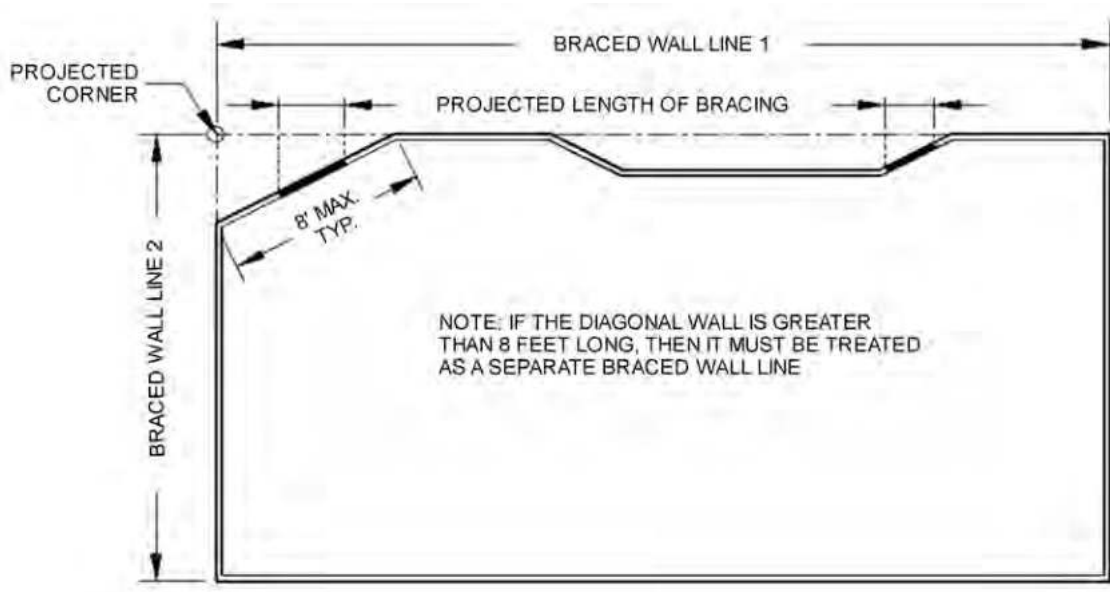 BRACED WALL LINE 1
PROJECTED
CORNER
PROJECTED LENGTH OF BRACING
8' MAX.
TYP.
BRACED WALL LINE 2
NOTE: IF THE DIAGONAL WALL IS GREATER
THAN 8 FEET LONG, THEN IT MUST BE TREATED
AS A SEPARATE BRACED WALL LINE